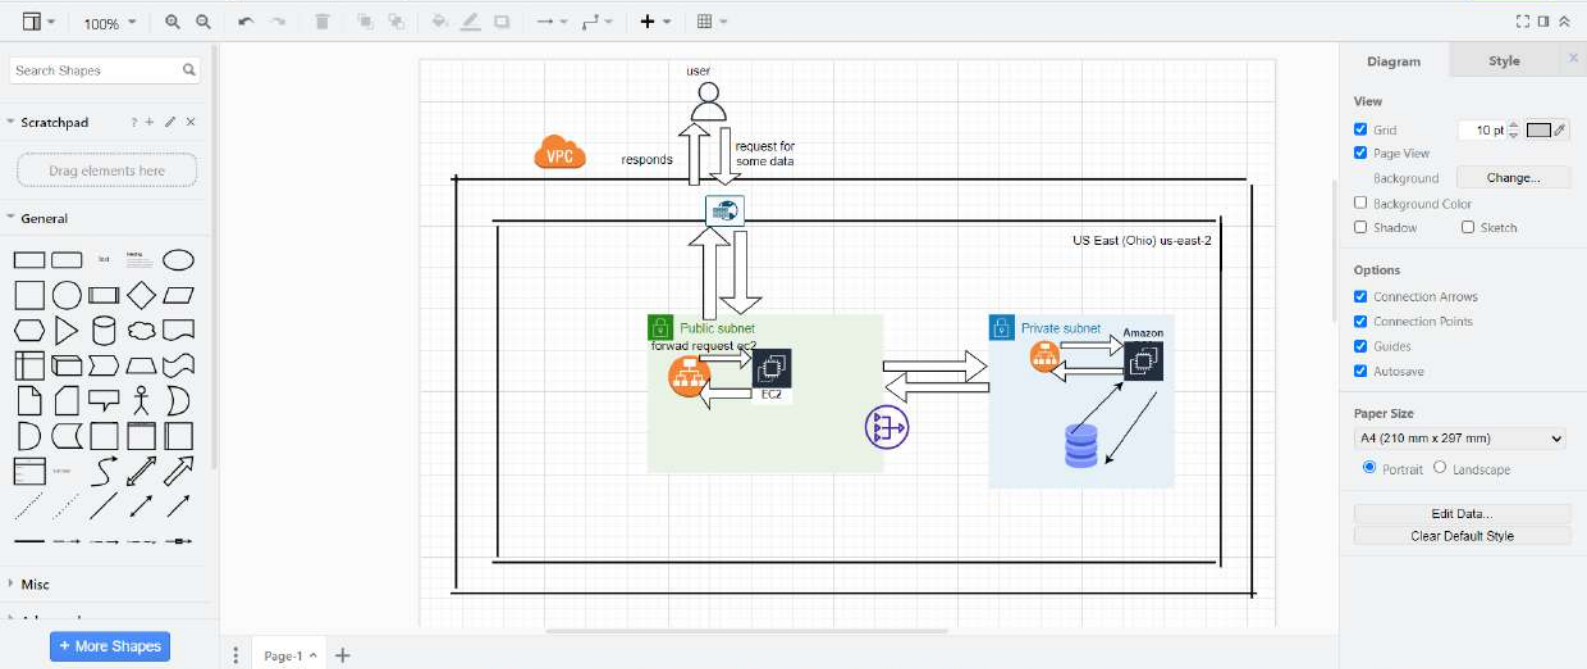 100%
Search Shapes
Scratchpad
?
Drag elements here
General
Text
Heading
Misc
+ More Shapes
Page-1
user
VPC
responds
request for
some data
US East (Ohio) us-east-2
Public subnet
forwad request ec2
EC2
Private subnet
Amazon
Diagram
Style
View
Grid
10 pt
Page View
Background
Change...
Background Color
Shadow
Sketch
Options
Connection Arrows
Connection Points
Guides
Autosave
Paper Size
A4 (210 mm x 297 mm)
Portrait
Landscape
Edit Data...
Clear Default Style